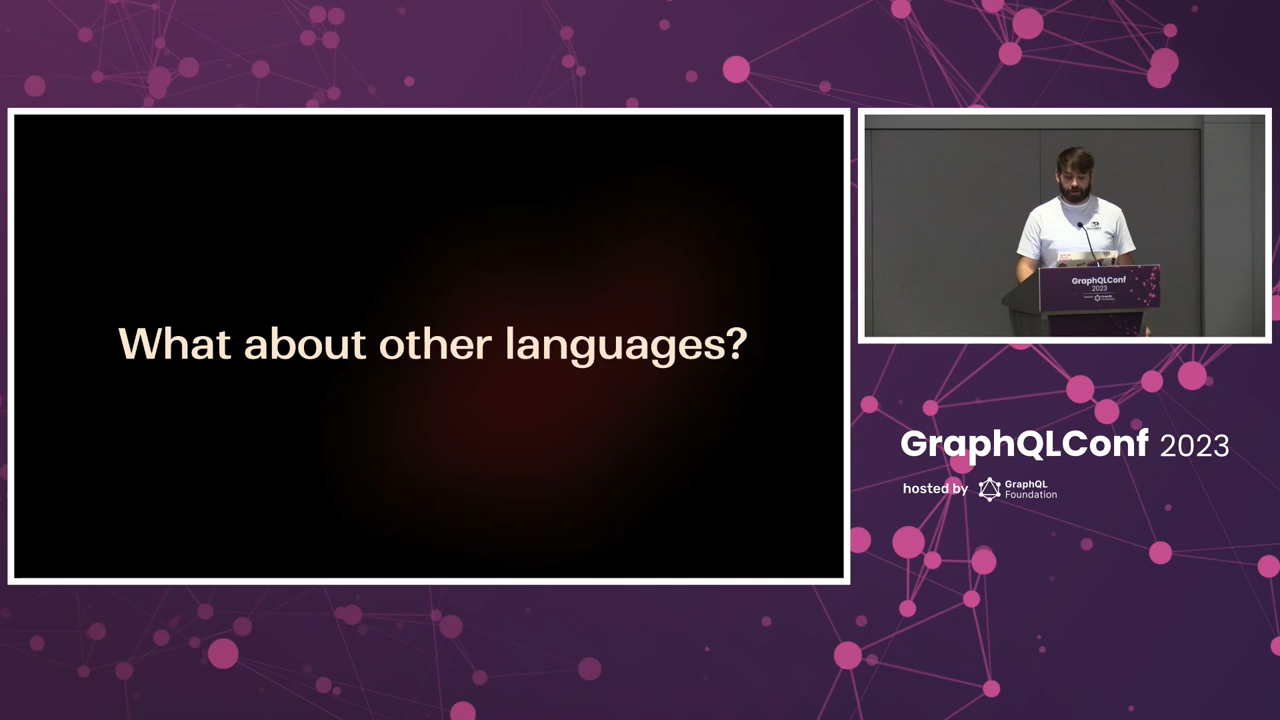 What about other languages?
GraphQLConf
2023
GraphQLConf 2023
hosted by
GraphQL
Foundation